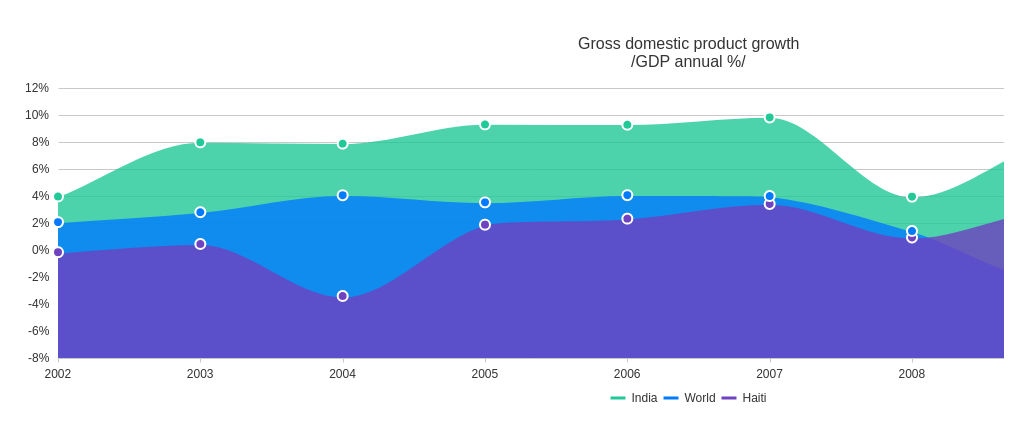 Gross domestic product growth
/GDP annual %/
12%
10%
8%
6%
4%
2%
0%
-2%
-4%
-6%
-8%
2002 2003 2004 2005 2006 2007 2008
India World Haiti